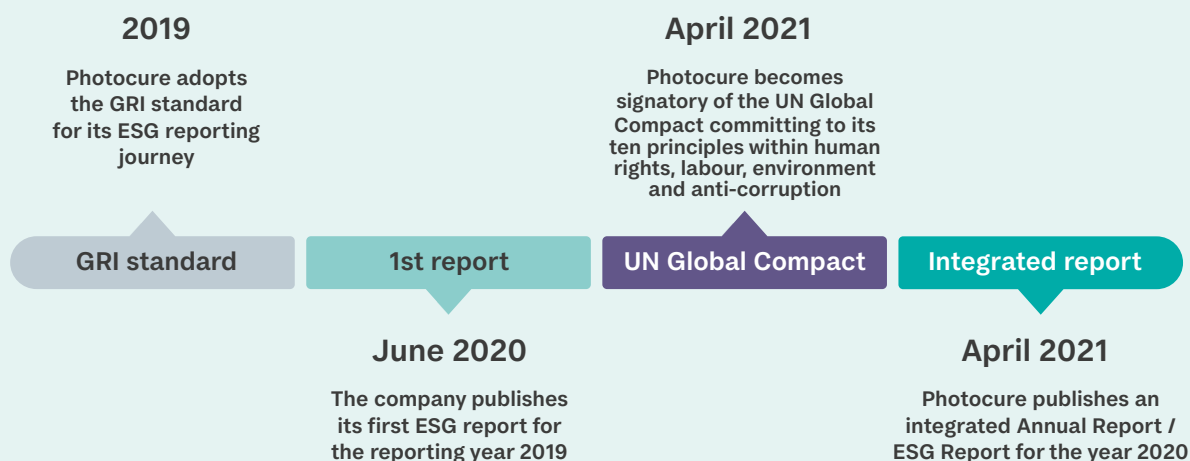 2019
Photocure adopts
the GRI standard
for its ESG reporting
journey
April 2021
Photocure becomes
signatory of the UN Global
Compact committing to its
ten principles within human
rights, labour, environment
and anti-corruption
GRI standard
1st report
UN Global Compact
Integrated report
June 2020
The company publishes
its first ESG report for
the reporting year 2019
April 2021
Photocure publishes an
integrated Annual Report /
ESG Report for the year 2020